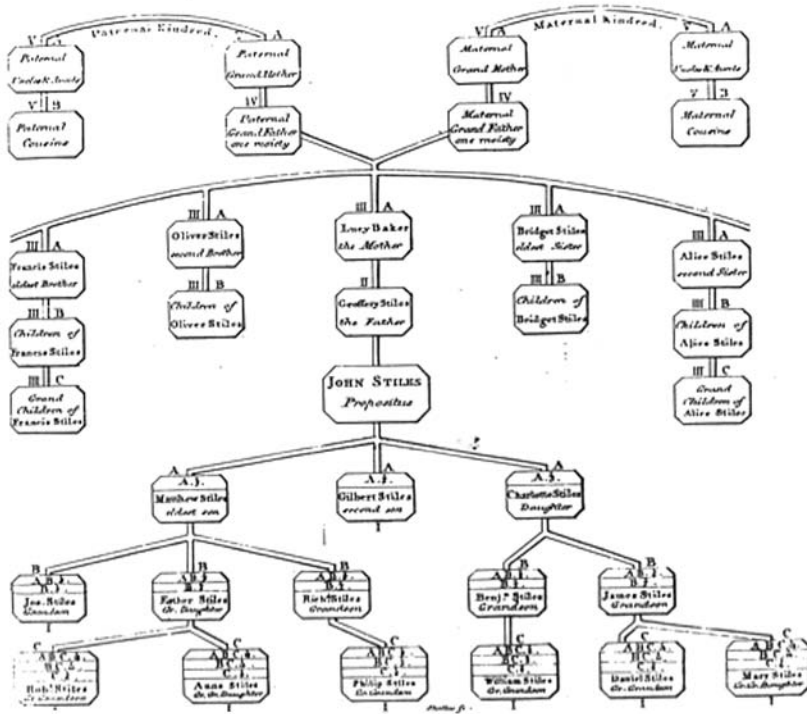 Paternal Kindred.
Maternal Kindred.
V
A
V A
V A
Paternal
Uncles & Aunts
Paternal
Grand Mother
Maternal
Grand Mother
Maternal
Uncles & Aunts
V B
IV
IV
V B
Paternal
Cousins
Paternal
Grand Father
one moiety
Maternal
Grand Father
one moiety
Maternal
Cousins
III A
III A
III A
III A
III A
Francis Stiles
eldest Brother
Oliver Stiles
second Brother
Lucy Baker
the Mother
Bridget Stiles
eldest Sister
Alice Stiles
second Sister
III B
III B
II
III B
III B
Children of
Francis Stiles
Children of
Oliver Stiles
Geoffery Stiles
the Father
Children of
Bridget Stiles
Children of
Alice Stiles
III C
III C
Grand
Children of
Francis Stiles
Grand
Children of
Alice Stiles
JOHN STILES
Propositus
A
A
A
Matthew Stiles
eldest son
Gilbert Stiles
second son
Charlotte Stiles
Daughter
B
B
B
B
B
Jos. Stiles
Grandson
Esther Stiles
Gr. Daughter
Richd. Stiles
Grandson
Benjn. Stiles
Grandson
James Stiles
Grandson
C
C
C
C
C
C
Robt. Stiles
Gr. Grandson
Anne Stiles
Gr. Gr. Daughter
Philip Stiles
Gr. Grandson
William Stiles
Gr. Grandson
Daniel Stiles
Gr. Grandson
Mary Stiles
Gr. Gr. Daughter